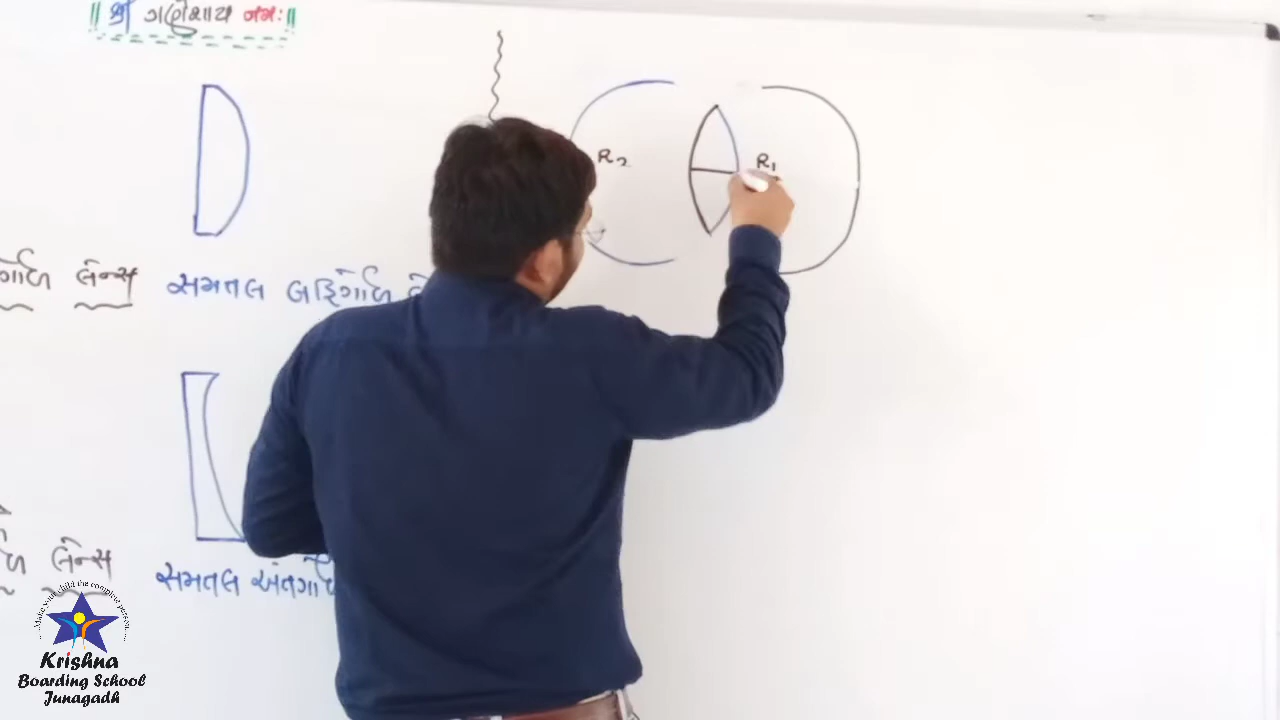 || શ્રી ગણેશાય નમઃ ||
R₂
R₁
લેન્સ સમતલ બહિર્ગોળ
લેન્સ
સમતલ અંતર્ગોળ
Krishna
Boarding School
Junagadh